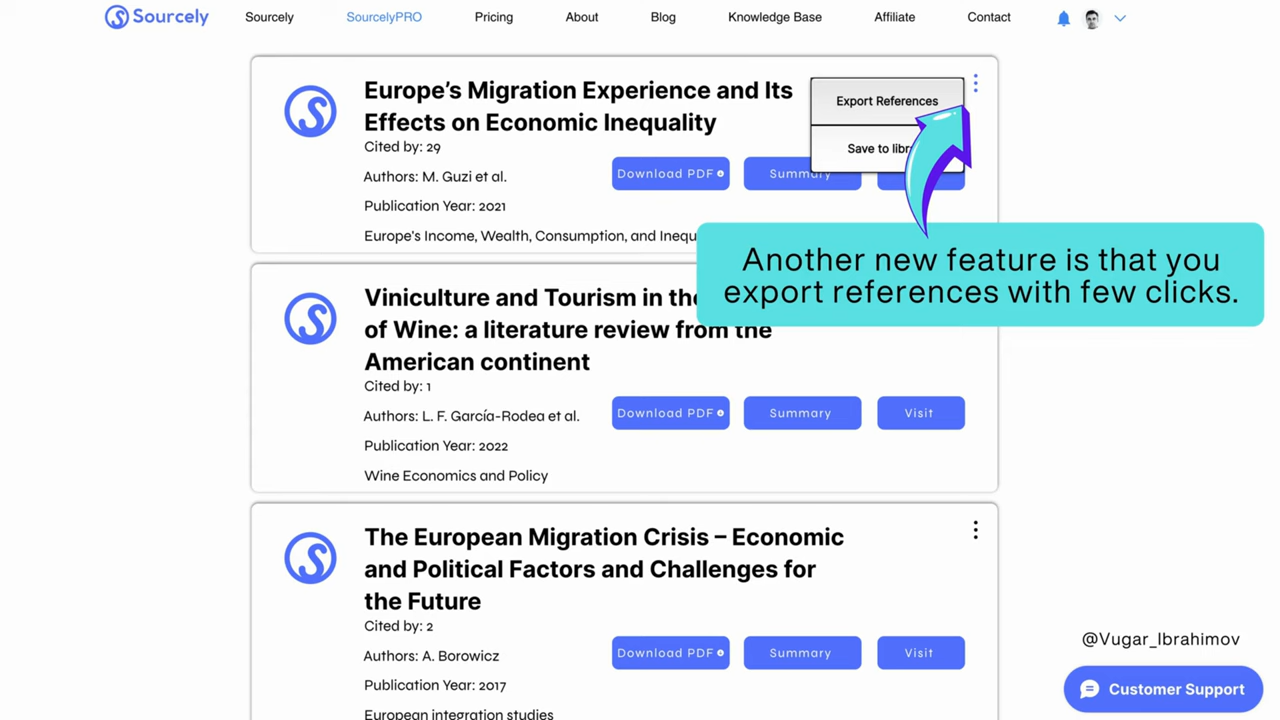 Sourcely
Sourcely
SourcelyPRO
Pricing
About
Blog
Knowledge Base
Affiliate
Contact
Europe's Migration Experience and Its
Effects on Economic Inequality
Cited by: 29
Authors: M. Guzi et al.
Publication Year: 2021
Europe's Income, Wealth, Consumption, and
Export References
Save to
Download PDF
Summary
Another new feature is that you
export references with few clicks.
Viniculture and Tourism in
of Wine: a literature review from the
American continent
Cited by: 1
Authors: L. F. García-Rodea et al.
Publication Year: 2022
Wine Economics and Policy
Download PDF
Summary
Visit
The European Migration Crisis – Economic
and Political Factors and Challenges for
the Future
Cited by: 2
Authors: A. Borowicz
Publication Year: 2017
European integration studies
Download PDF
Summary
Visit
@Vugar_Ibrahimov
Customer Support